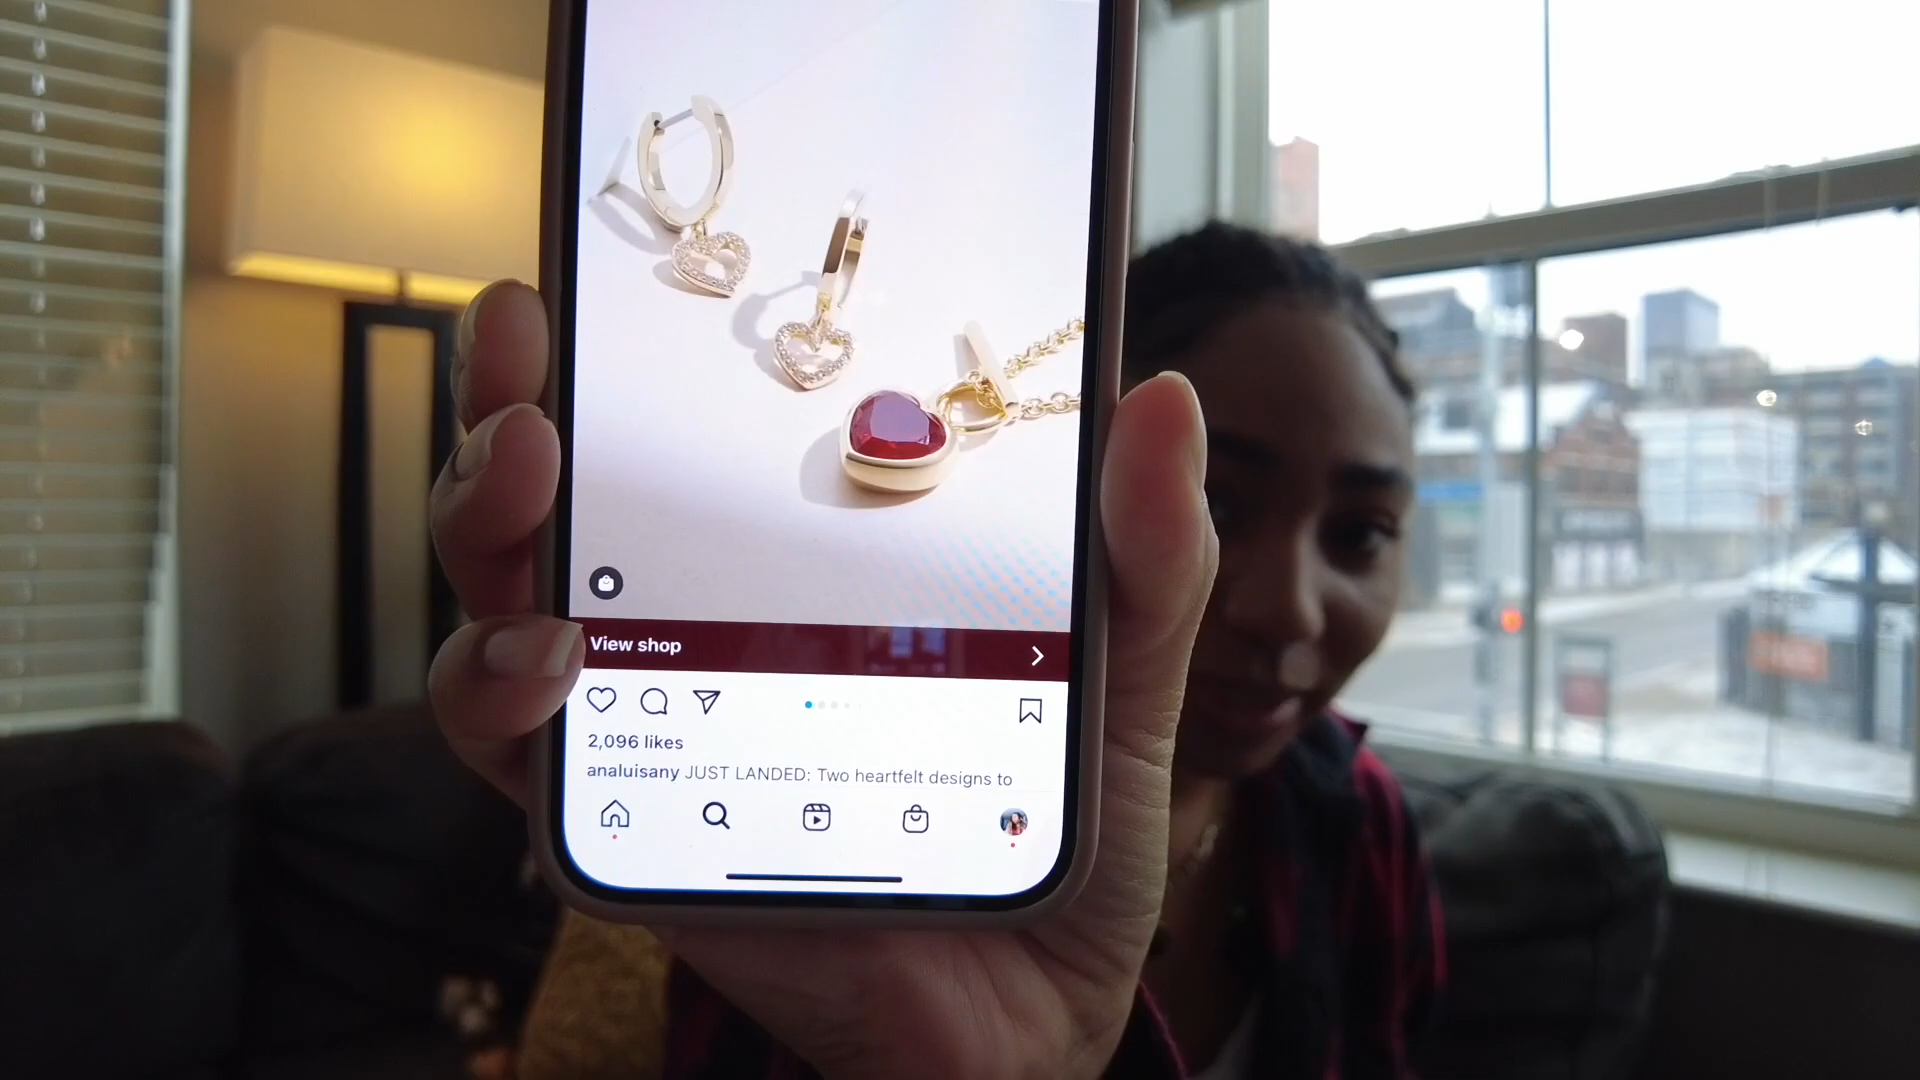 View shop
2,096 likes
analuisany JUST LANDED: Two heartfelt designs to